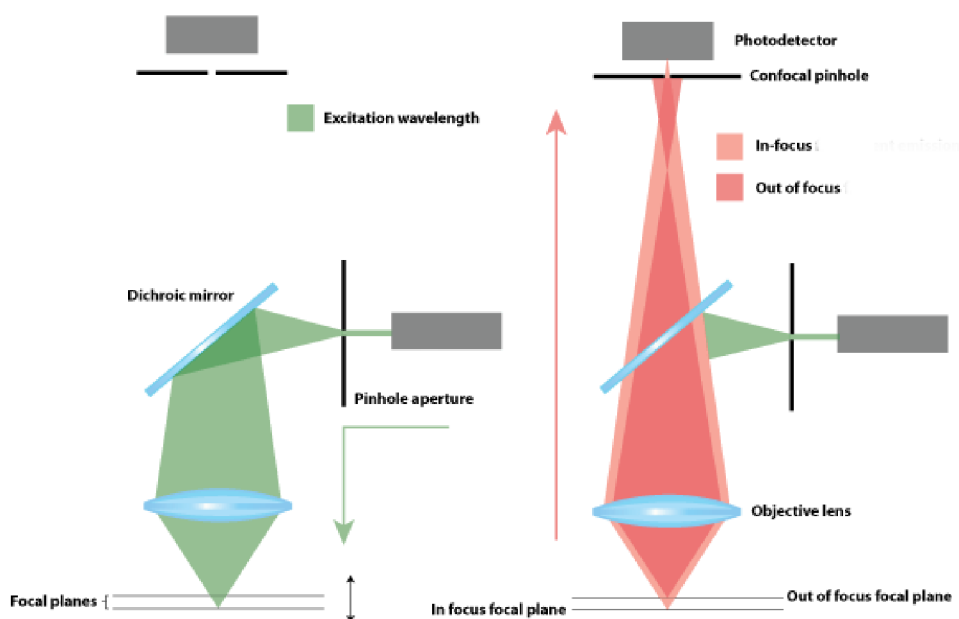 Photodetector
Confocal pinhole
Excitation wavelength
In-focus
Out of focus
Dichroic mirror
Pinhole aperture
Objective lens
Focal planes
In focus focal plane
Out of focus focal plane